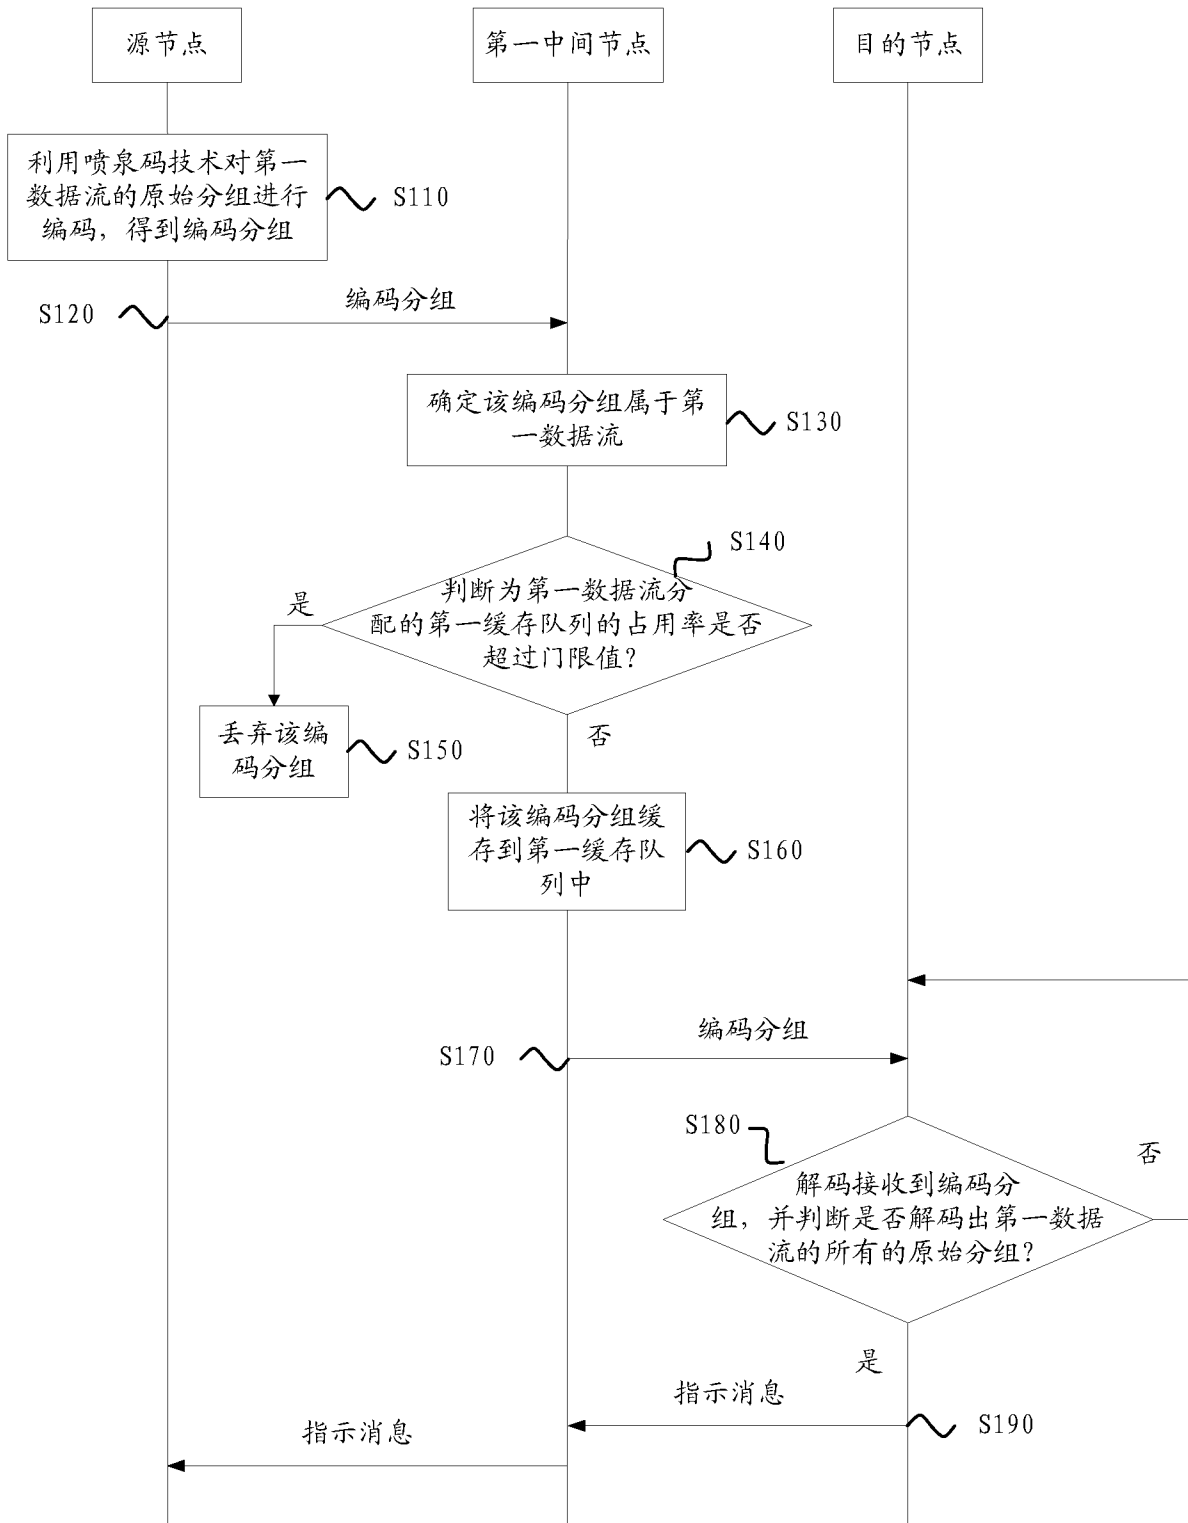 源节点
第一中间节点
目的节点
利用喷泉码技术对第一
数据流的原始分组进行
编码，得到编码分组
S110
S120
编码分组
确定该编码分组属于第
一数据流
S130
S140
判断为第一数据流分
配的第一缓存队列的占用率是否
超过门限值?
是
丢弃该编
码分组
S150
否
将该编码分组缓
存到第一缓存队
列中
S160
编码分组
S170
S180
否
解码接收到编码分
组，并判断是否解码出第一数据
流的所有的原始分组?
是
指示消息
S190
指示消息